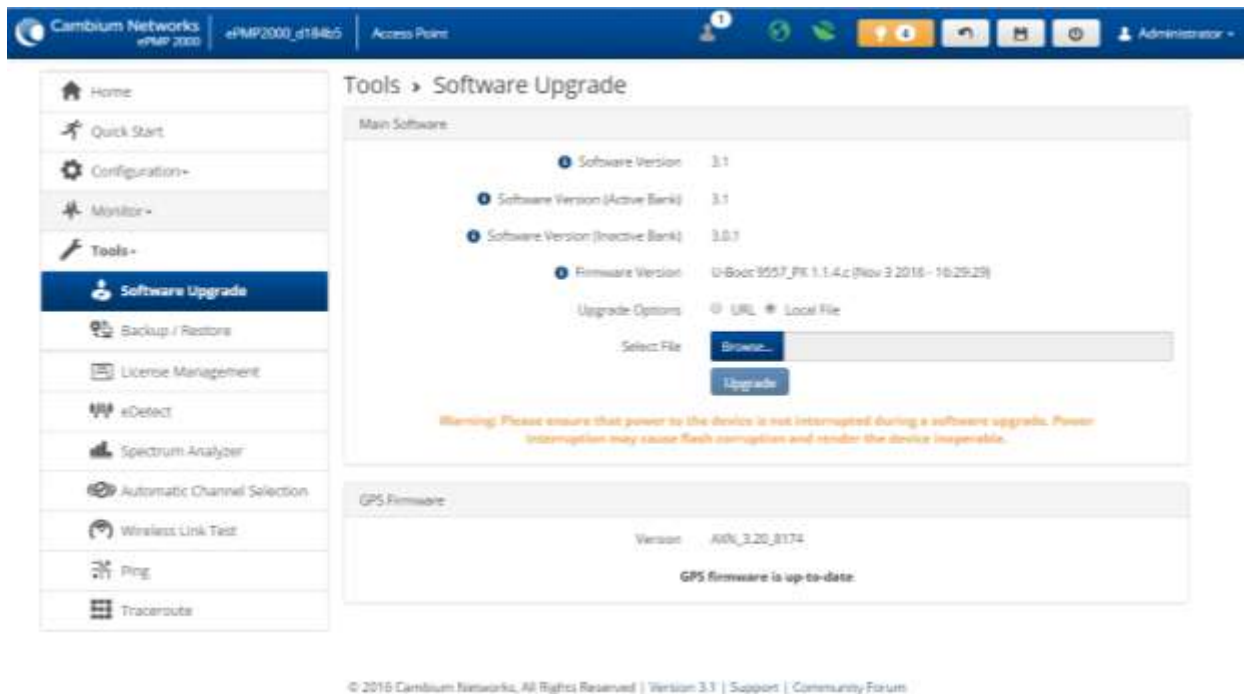 Cambium Networks
ePMP 2000
ePMP2000_d184b5
Access Point
1
4
Administrator
Home
Quick Start
Configuration
Monitor
Tools
Software Upgrade
Backup / Restore
License Management
eDetect
Spectrum Analyzer
Automatic Channel Selection
Wireless Link Test
Ping
Traceroute
Tools > Software Upgrade
Main Software
Software Version 3.1
Software Version (Active Bank) 3.1
Software Version (Inactive Bank) 3.0.1
Firmware Version U-Boot 9557_PX 1.1.4.c (Nov 3 2016 - 16:29:29)
Upgrade Options URL Local File
Select File Browse...
Upgrade
Warning: Please ensure that power to the device is not interrupted during a software upgrade. Power
interruption may cause flash corruption and render the device inoperable.
GPS Firmware
Version AXN_3.20_8174
GPS firmware is up-to-date
© 2016 Cambium Networks, All Rights Reserved | Version 3.1 | Support | Community Forum